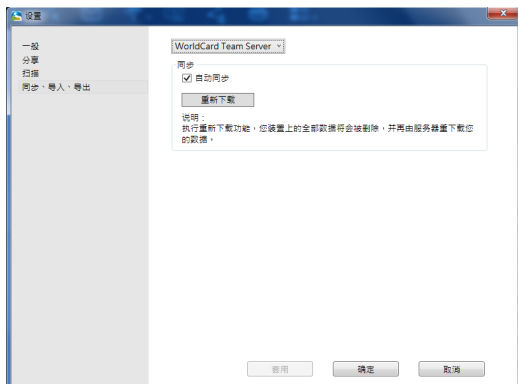 设置
一般
分享
扫描
同步、导入、导出
WorldCard Team Server
同步
自动同步
重新下载
说明：
执行重新下载功能，您装置上的全部数据将会被删除，并再由服务器重下载您
的数据。
套用
确定
取消